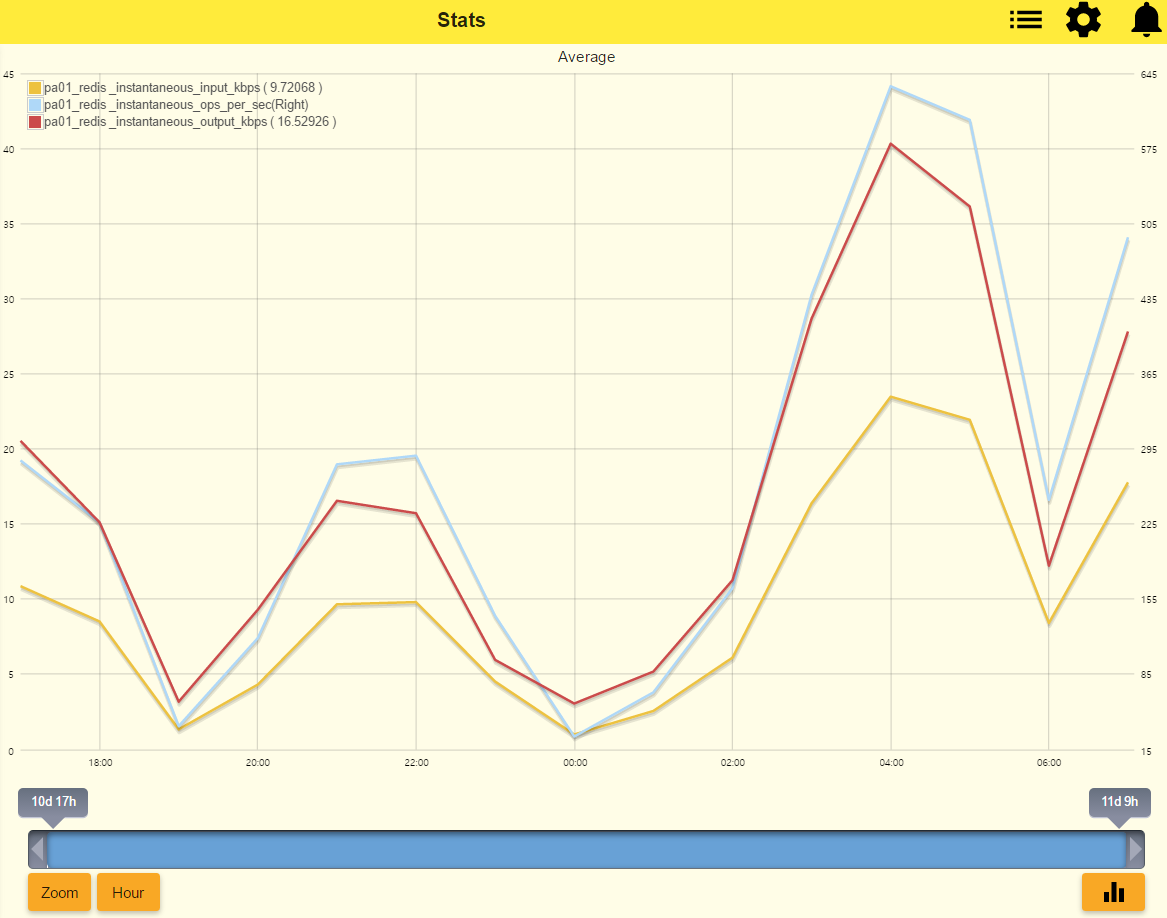 Stats
Average
pa01_redis _instantaneous_input_kbps ( 9.72068 )
pa01_redis _instantaneous_ops_per_sec(Right)
pa01_redis _instantaneous_output_kbps ( 16.52926 )
45 645
40 575
35 505
30 435
25 365
20 295
15 225
10 155
5 85
0 15
18:00 20:00 22:00 00:00 02:00 04:00 06:00
10d 17h 11d 9h
Zoom Hour